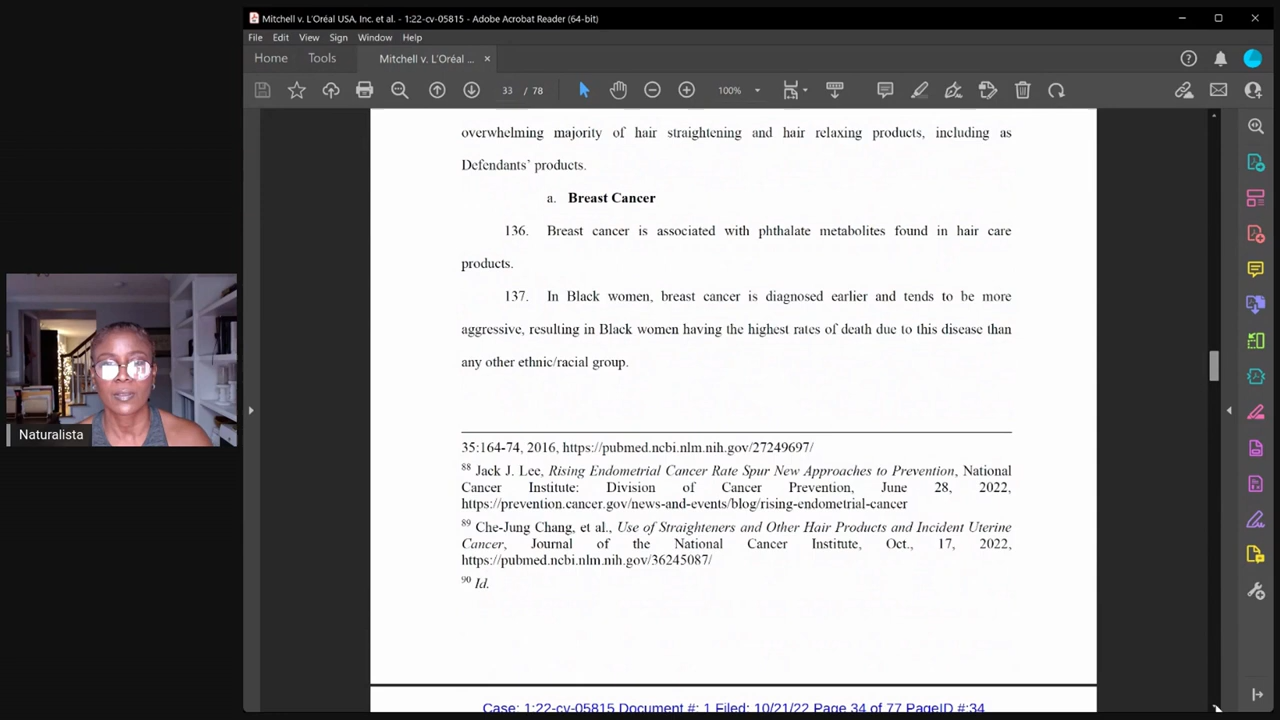 Mitchell v. L'Oréal USA, Inc. et al. - 1:22-cv-05815 - Adobe Acrobat Reader (64-bit)
File Edit View Sign Window Help
Home Tools Mitchell v. L'Oréal ... ×
33 / 78 100%
overwhelming majority of hair straightening and hair relaxing products, including as
Defendants' products.
a. Breast Cancer
136. Breast cancer is associated with phthalate metabolites found in hair care
products.
137. In Black women, breast cancer is diagnosed earlier and tends to be more
aggressive, resulting in Black women having the highest rates of death due to this disease than
any other ethnic/racial group.
35:164-74, 2016, https://pubmed.ncbi.nlm.nih.gov/27249697/
88 Jack J. Lee, Rising Endometrial Cancer Rate Spur New Approaches to Prevention, National
Cancer Institute: Division of Cancer Prevention, June 28, 2022,
https://prevention.cancer.gov/news-and-events/blog/rising-endometrial-cancer
89 Che-Jung Chang, et al., Use of Straighteners and Other Hair Products and Incident Uterine
Cancer, Journal of the National Cancer Institute, Oct., 17, 2022,
https://pubmed.ncbi.nlm.nih.gov/36245087/
90 Id.
Case: 1:22-cv-05815 Document #: 1 Filed: 10/21/22 Page 34 of 77 PageID #:34
Naturalista